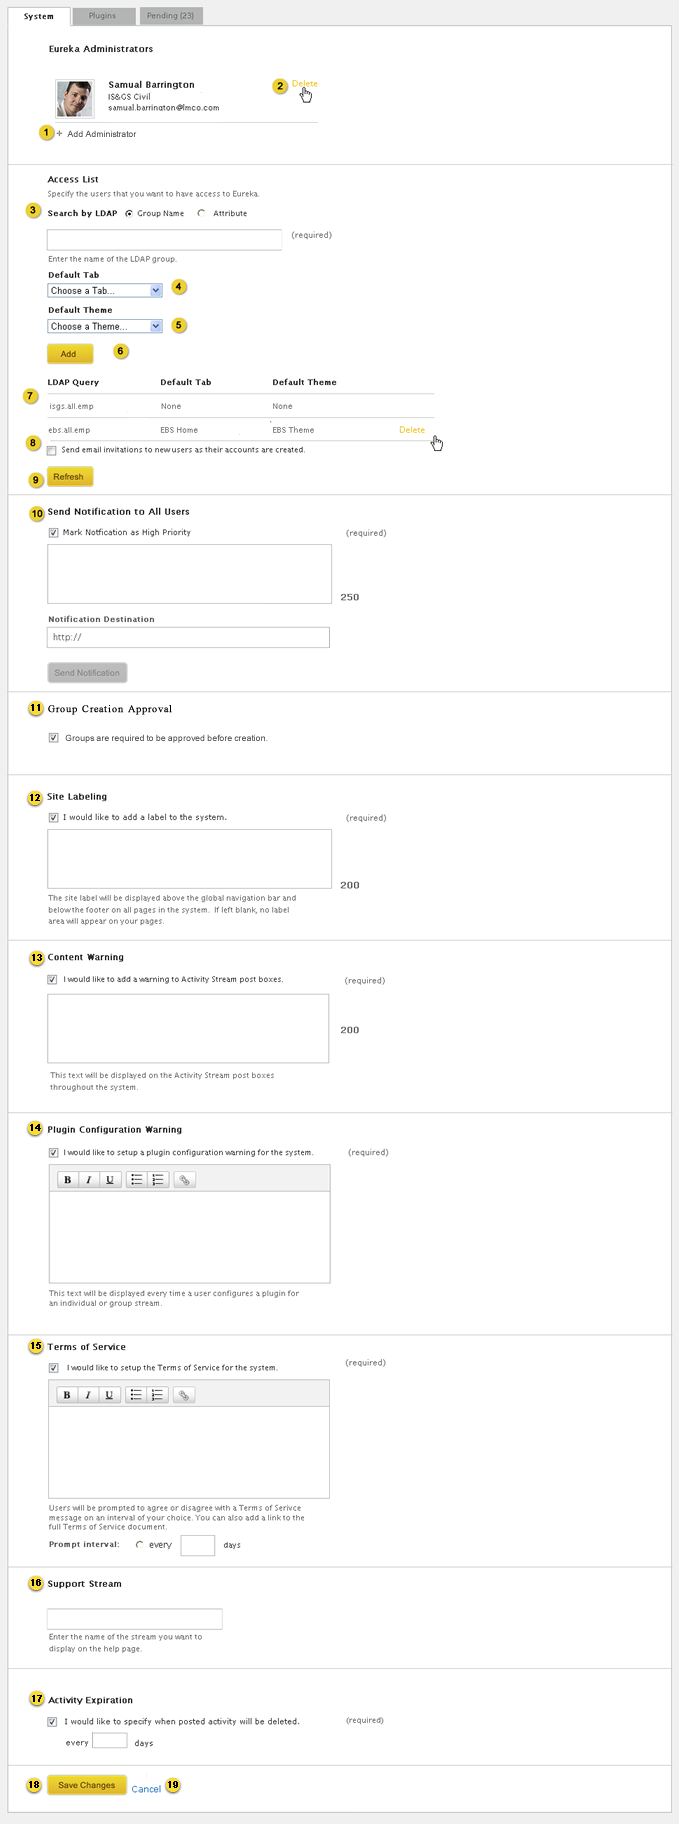 System Plugins Pending (23)
Eureka Administrators
Samual Barrington
2 Delete
IS&GS Civil
samual.barrington@lmco.com
1 + Add Administrator
Access List
Specify the users that you want to have access to Eureka.
3 Search by LDAP Group Name Attribute
(required)
Enter the name of the LDAP group.
Default Tab
Choose a Tab... 4
Default Theme
Choose a Theme... 5
Add 6
LDAP Query Default Tab Default Theme
7
isgs.all.emp None None
ebs.all.emp EBS Home EBS Theme Delete
8 Send email invitations to new users as their accounts are created.
9 Refresh
10 Send Notification to All Users
Mark Notfication as High Priority (required)
250
Notification Destination
http://
Send Notification
11 Group Creation Approval
Groups are required to be approved before creation.
12 Site Labeling
I would like to add a label to the system. (required)
200
The site label will be displayed above the global navigation bar and
below the footer on all pages in the system. If left blank, no label
area will appear on your pages.
13 Content Warning
I would like to add a warning to Activity Stream post boxes. (required)
200
This text will be displayed on the Activity Stream post boxes
throughout the system.
14 Plugin Configuration Warning
I would like to setup a plugin configuration warning for the system. (required)
B I U
This text will be displayed every time a user configures a plugin for
an individual or group stream.
15 Terms of Service
(required)
I would like to setup the Terms of Service for the system.
B I U
Users will be prompted to agree or disagree with a Terms of Serivce
message on an interval of your choice. You can also add a link to the
full Terms of Service document.
Prompt interval: every days
16 Support Stream
Enter the name of the stream you want to
display on the help page.
17 Activity Expiration
I would like to specify when posted activity will be deleted. (required)
every days
18 Save Changes Cancel 19